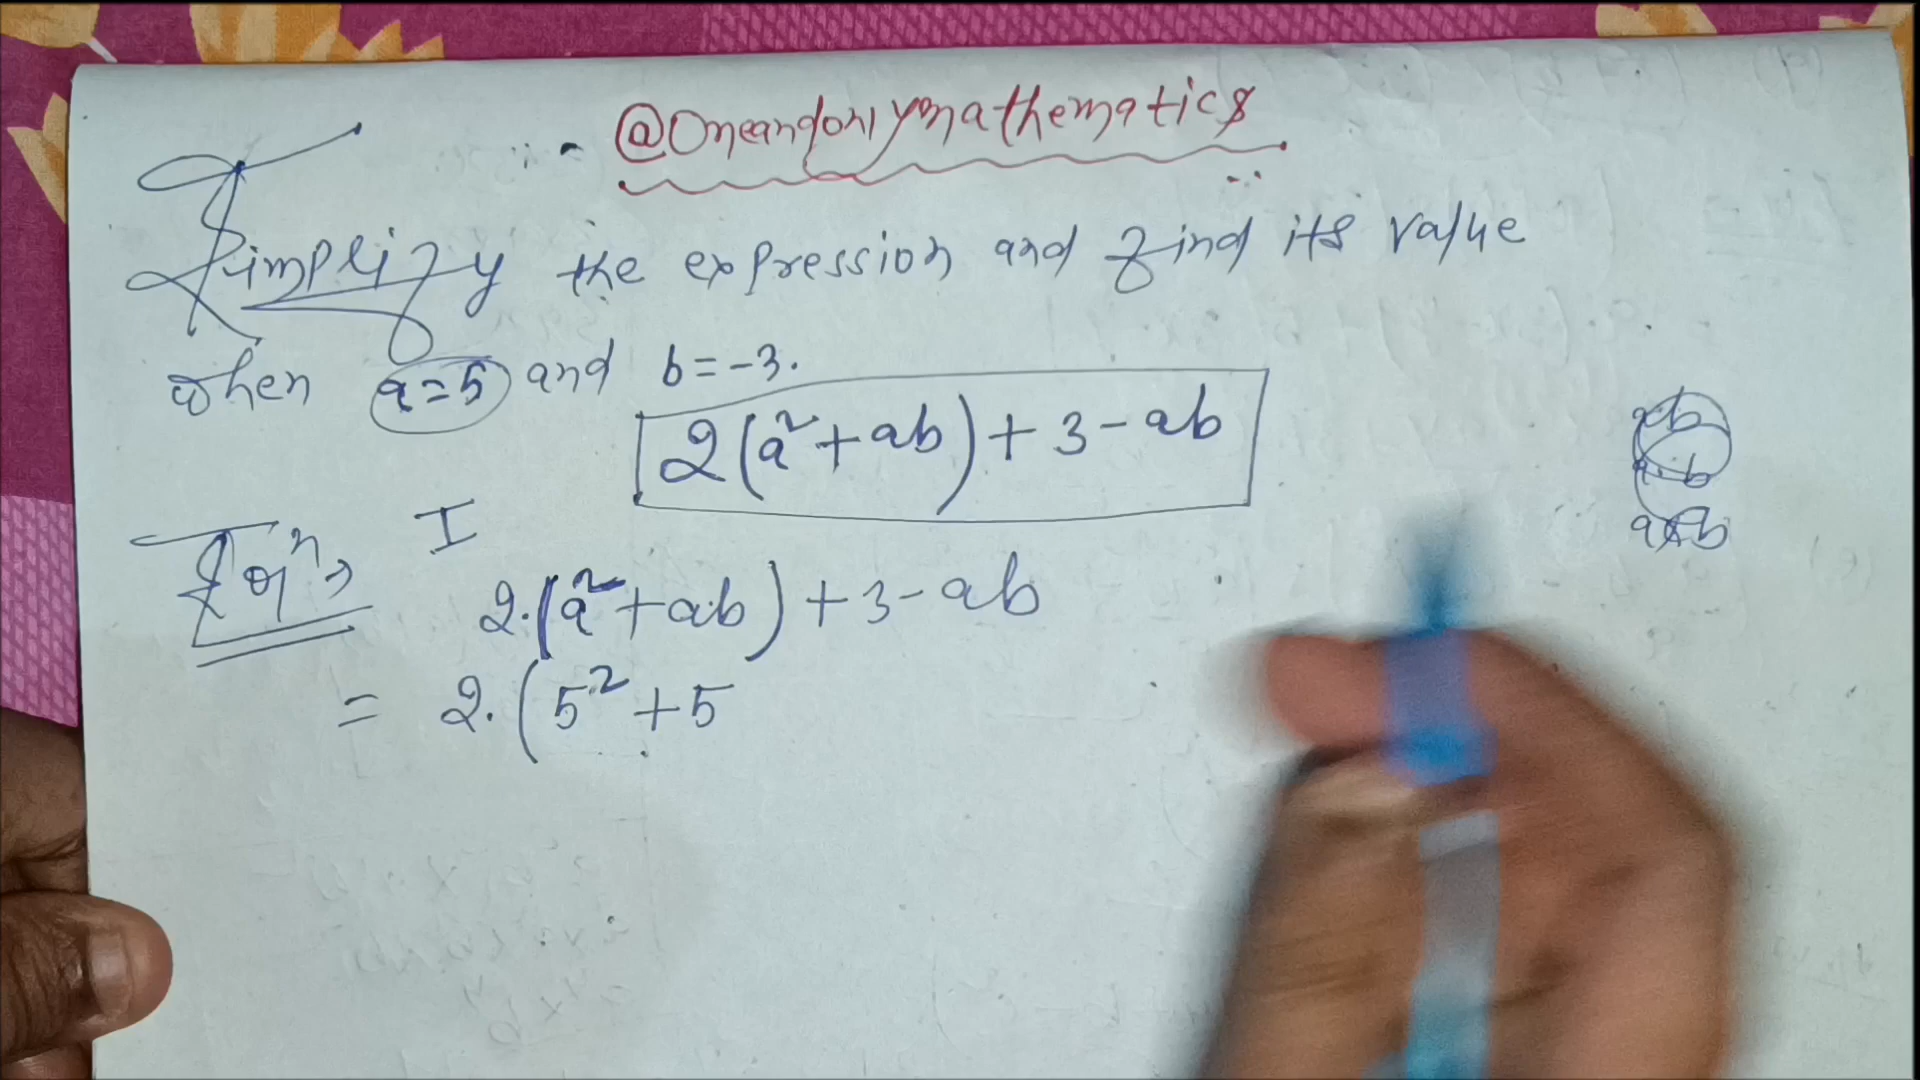 @Oneandonlymathematics
Simplify the expression and find its value
when a=5 and b=-3.
2(a²+ab)+3-ab
ab
a.b
a×b
Solⁿ→ I
2.(a²+ab)+3-ab
= 2.(5²+5